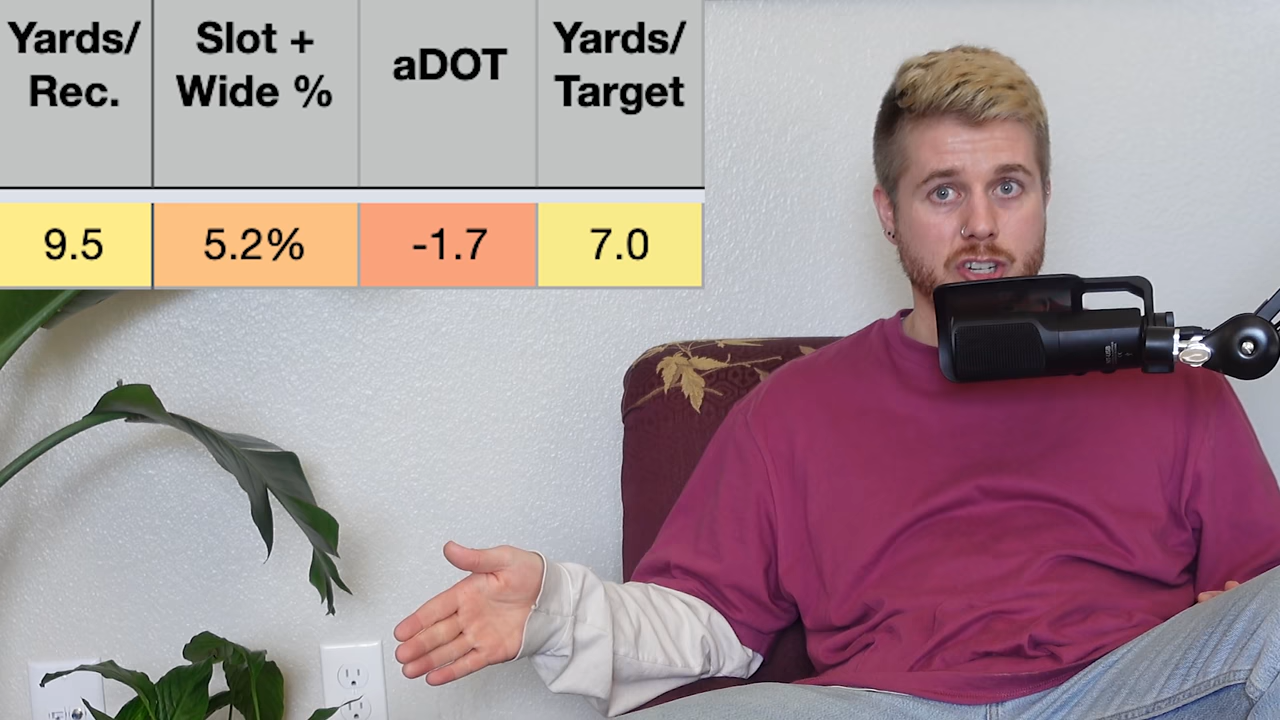 Yards/
Rec.
Slot +
Wide %
aDOT
Yards/
Target
9.5
5.2%
-1.7
7.0